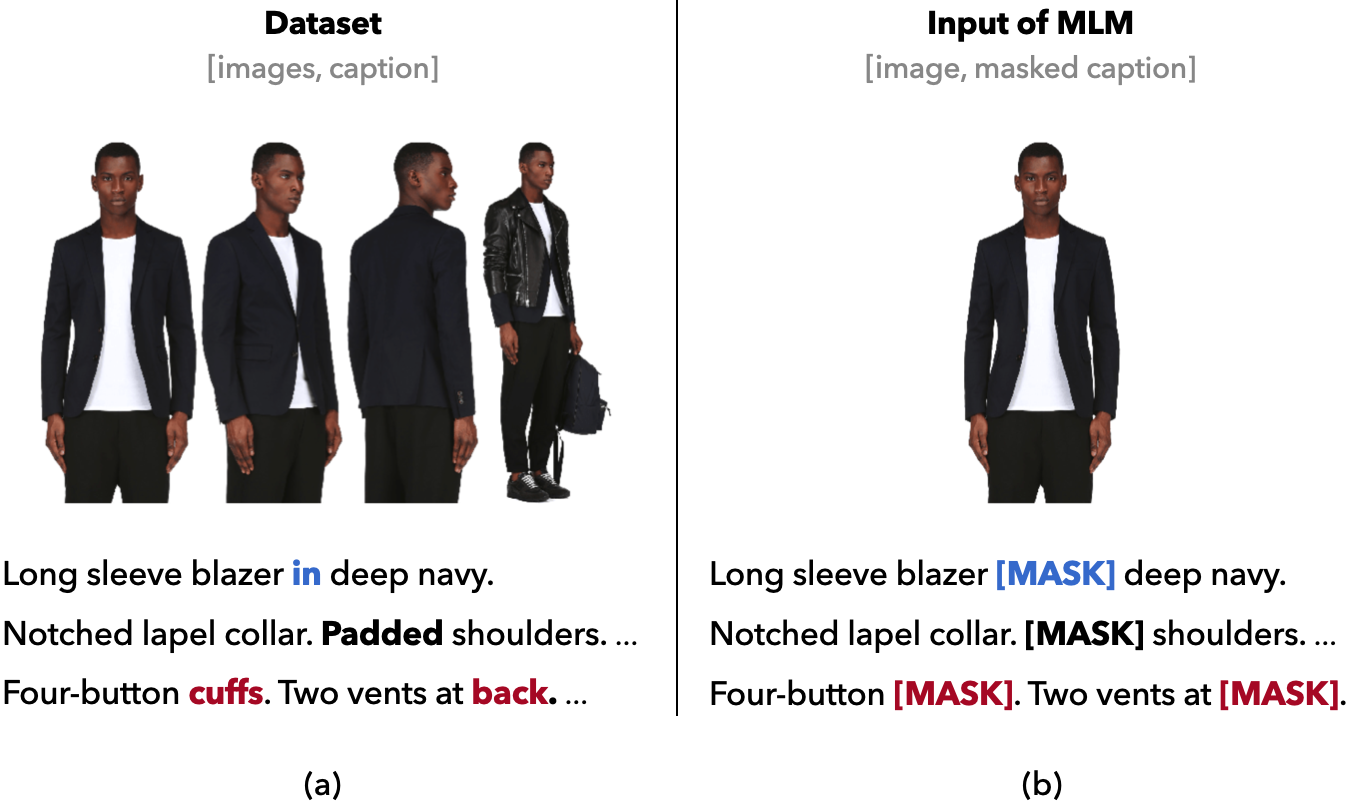 Dataset
[images, caption]
Long sleeve blazer in deep navy.
Notched lapel collar. Padded shoulders. ...
Four-button cuffs. Two vents at back. ...
(a)
Input of MLM
[image, masked caption]
Long sleeve blazer [MASK] deep navy.
Notched lapel collar. [MASK] shoulders. ...
Four-button [MASK]. Two vents at [MASK].
(b)